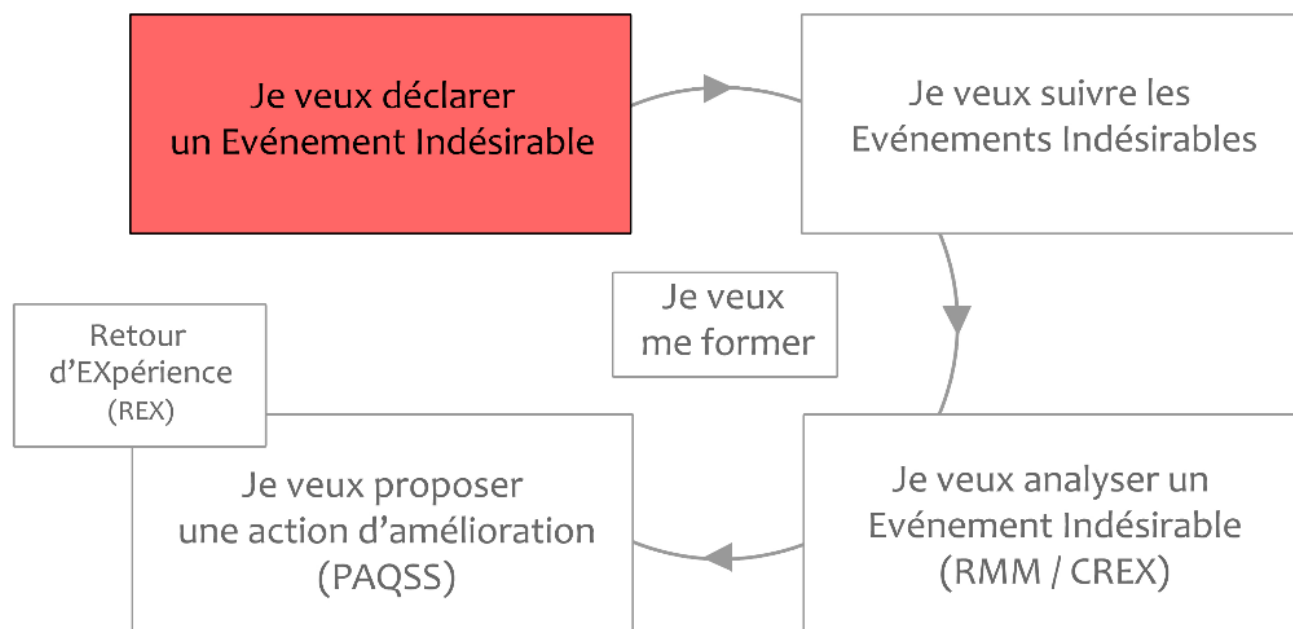 Je veux déclarer
un Evénement Indésirable
Je veux suivre les
Evénements Indésirables
Je veux
me former
Retour
d'EXpérience
(REX)
Je veux proposer
une action d'amélioration
(PAQSS)
Je veux analyser un
Evénement Indésirable
(RMM / CREX)